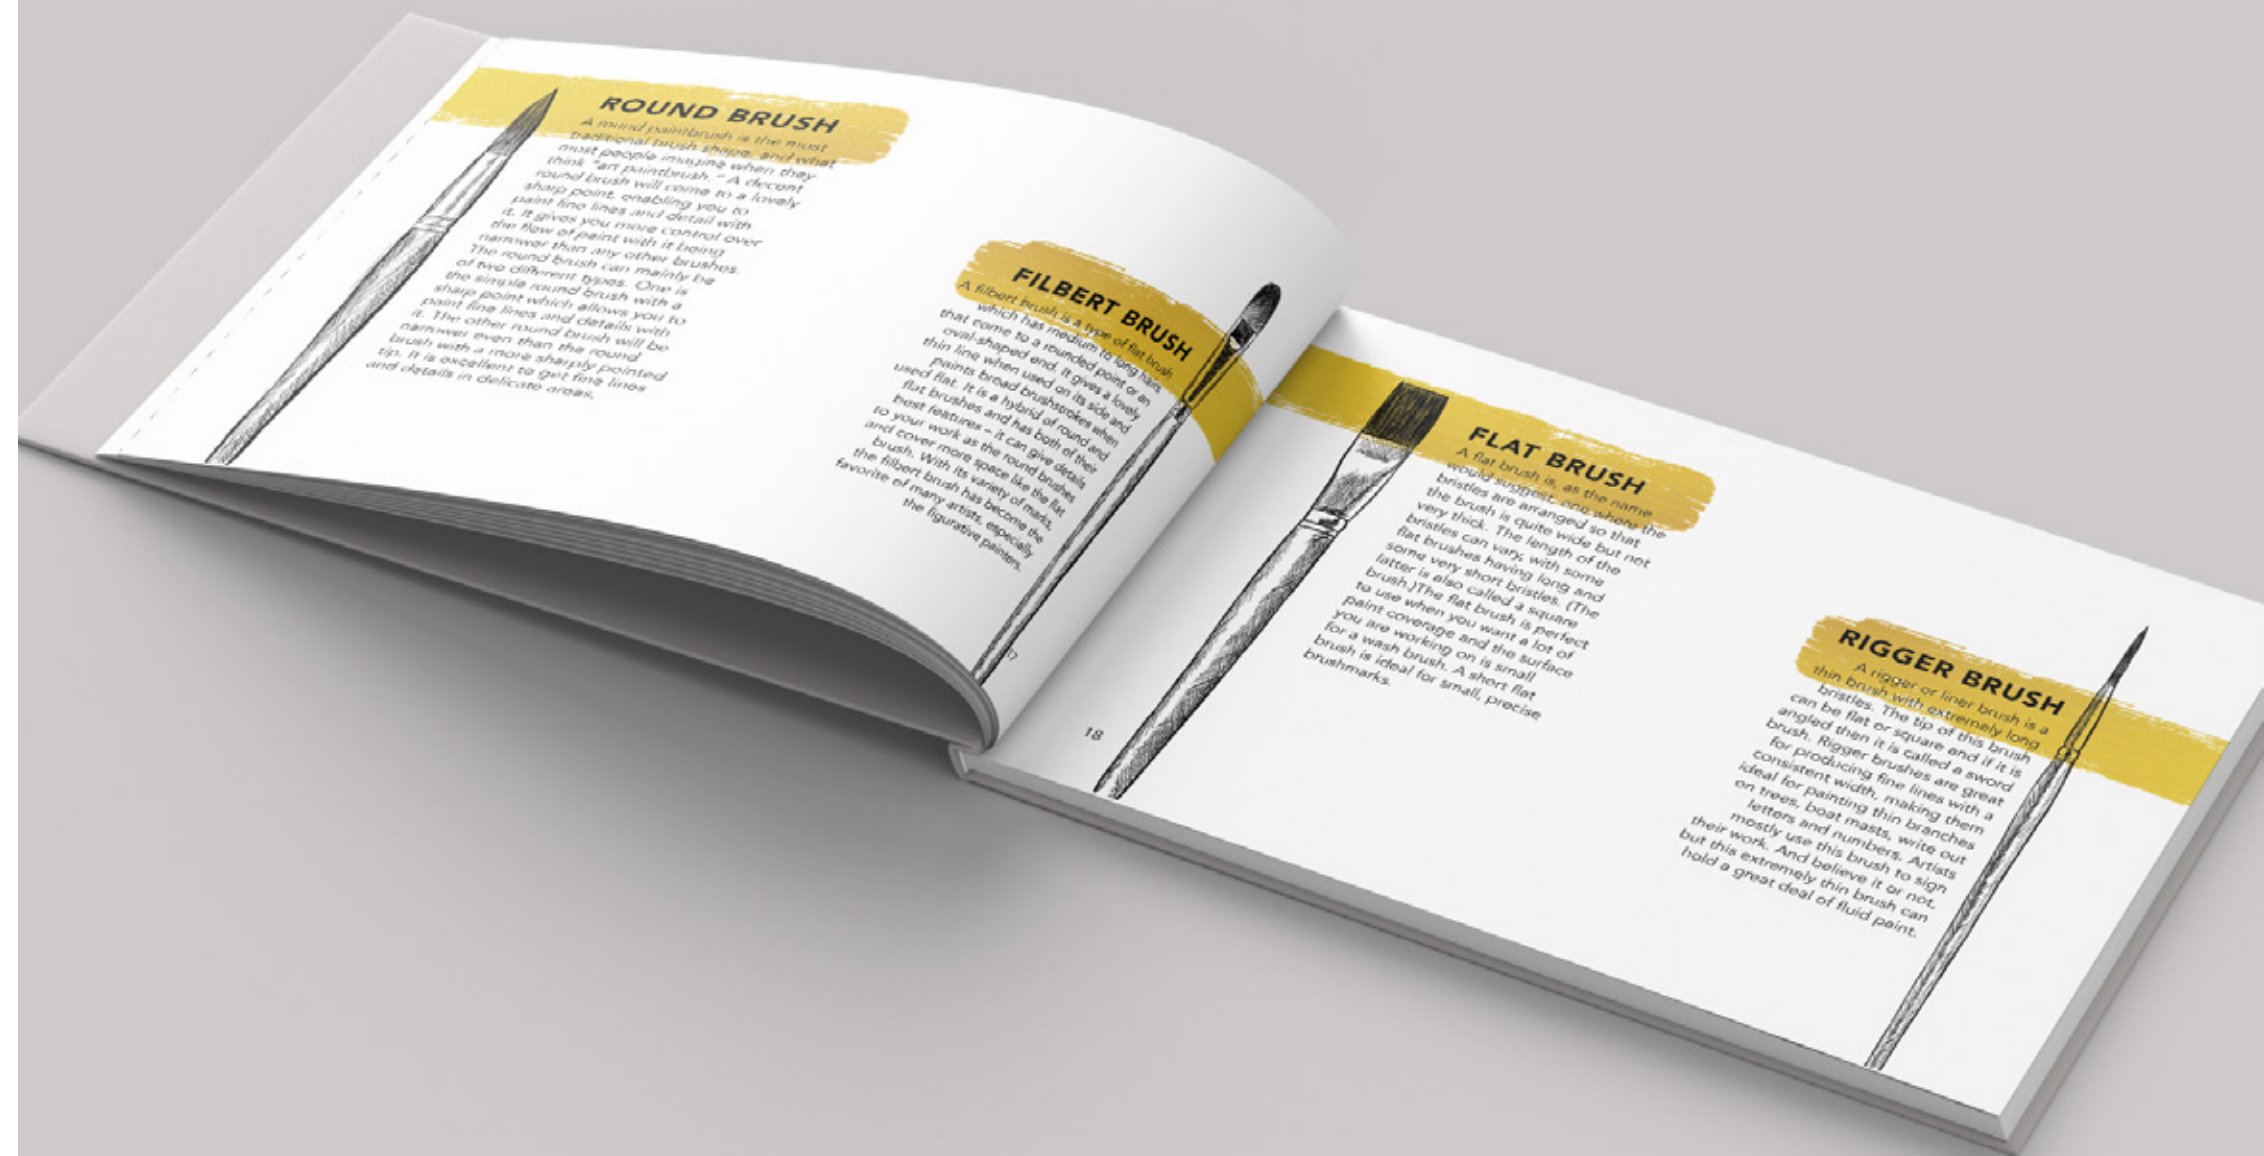 ROUND BRUSH
A round paintbrush is the most
traditional brush shape, and what
most people imagine when they
think "art paintbrush." A decent
round brush will come to a lovely
sharp point, enabling you to
paint fine lines and detail with
it. It gives you more control over
the flow of paint with it being
narrower than any other brushes.
The round brush can mainly be
of two different types. One is
the simple round brush with a
sharp point which allows you to
paint fine lines and details with
it. The other round brush will be
narrower even than the round
brush with a more sharply pointed
tip. It is excellent to get fine lines
and details in delicate areas.
FILBERT BRUSH
A filbert brush is a type of flat brush
which has medium to long hairs
that come to a rounded point or an
oval-shaped end. It gives a lovely
thin line when used on its side and
paints broad brushstrokes when
used flat. It is a hybrid of round and
flat brushes and has both of their
best features – it can give details
to your work as the round brushes
and cover more space like the flat
brush. With its variety of marks,
the filbert brush has become the
favorite of many artists, especially
the figurative painters.
FLAT BRUSH
A flat brush is, as the name
would suggest, one where the
bristles are arranged so that
the brush is quite wide but not
very thick. The length of the
bristles can vary, with some
flat brushes having long and
some very short bristles. (The
latter is also called a square
brush.)The flat brush is perfect
to use when you want a lot of
paint coverage and the surface
you are working on is small
for a wash brush. A short flat
brush is ideal for small, precise
brushmarks.
18
RIGGER BRUSH
A rigger or liner brush is a
thin brush with extremely long
bristles. The tip of this brush
can be flat or square and if it is
angled then it is called a sword
brush. Rigger brushes are great
for producing fine lines with a
consistent width, making them
ideal for painting thin branches
on trees, boat masts, write out
letters and numbers. Artists
mostly use this brush to sign
their work. And believe it or not,
but this extremely thin brush can
hold a great deal of fluid paint.